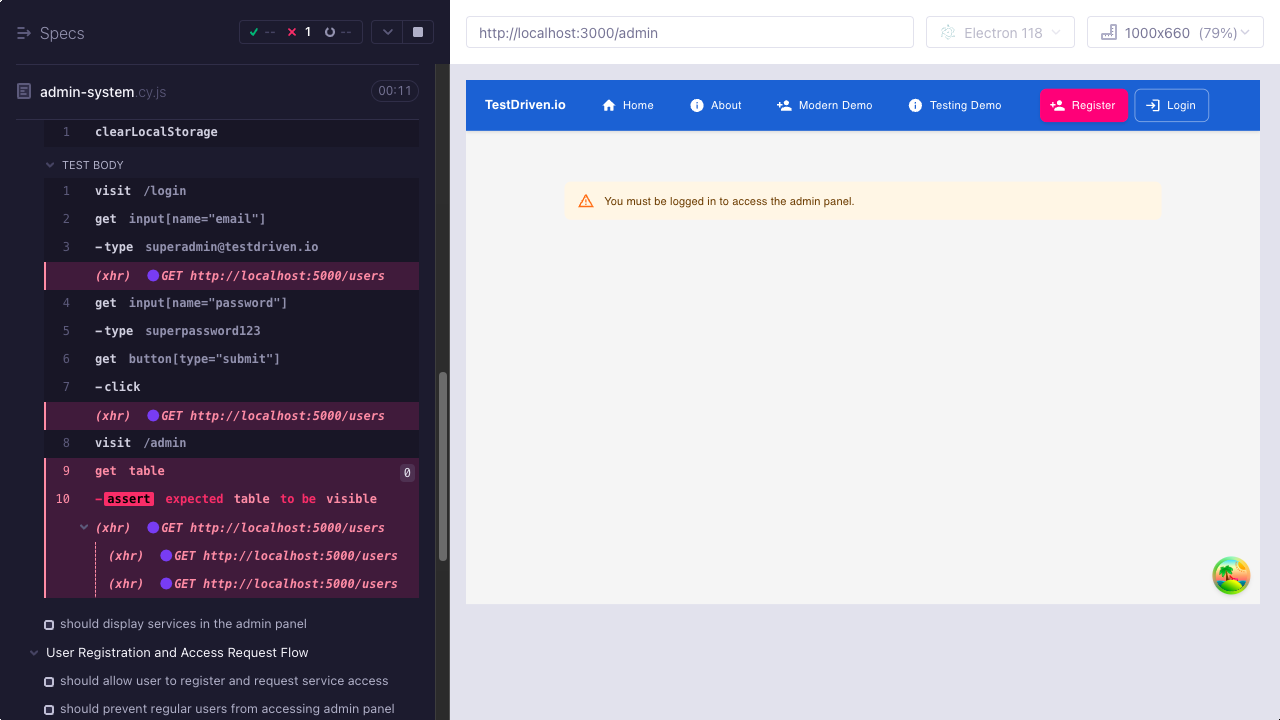 Specs
-- 1 --
admin-system.cy.js 00:11
1 clearLocalStorage
TEST BODY
1 visit /login
2 get input[name="email"]
3 -type superadmin@testdriven.io
(xhr) GET http://localhost:5000/users
4 get input[name="password"]
5 -type superpassword123
6 get button[type="submit"]
7 -click
(xhr) GET http://localhost:5000/users
8 visit /admin
9 get table 0
10 -assert expected table to be visible
(xhr) GET http://localhost:5000/users
(xhr) GET http://localhost:5000/users
(xhr) GET http://localhost:5000/users
should display services in the admin panel
User Registration and Access Request Flow
should allow user to register and request service access
should prevent regular users from accessing admin panel
http://localhost:3000/admin Electron 118 1000x660 (79%)
TestDriven.io Home About Modern Demo Testing Demo Register Login
You must be logged in to access the admin panel.